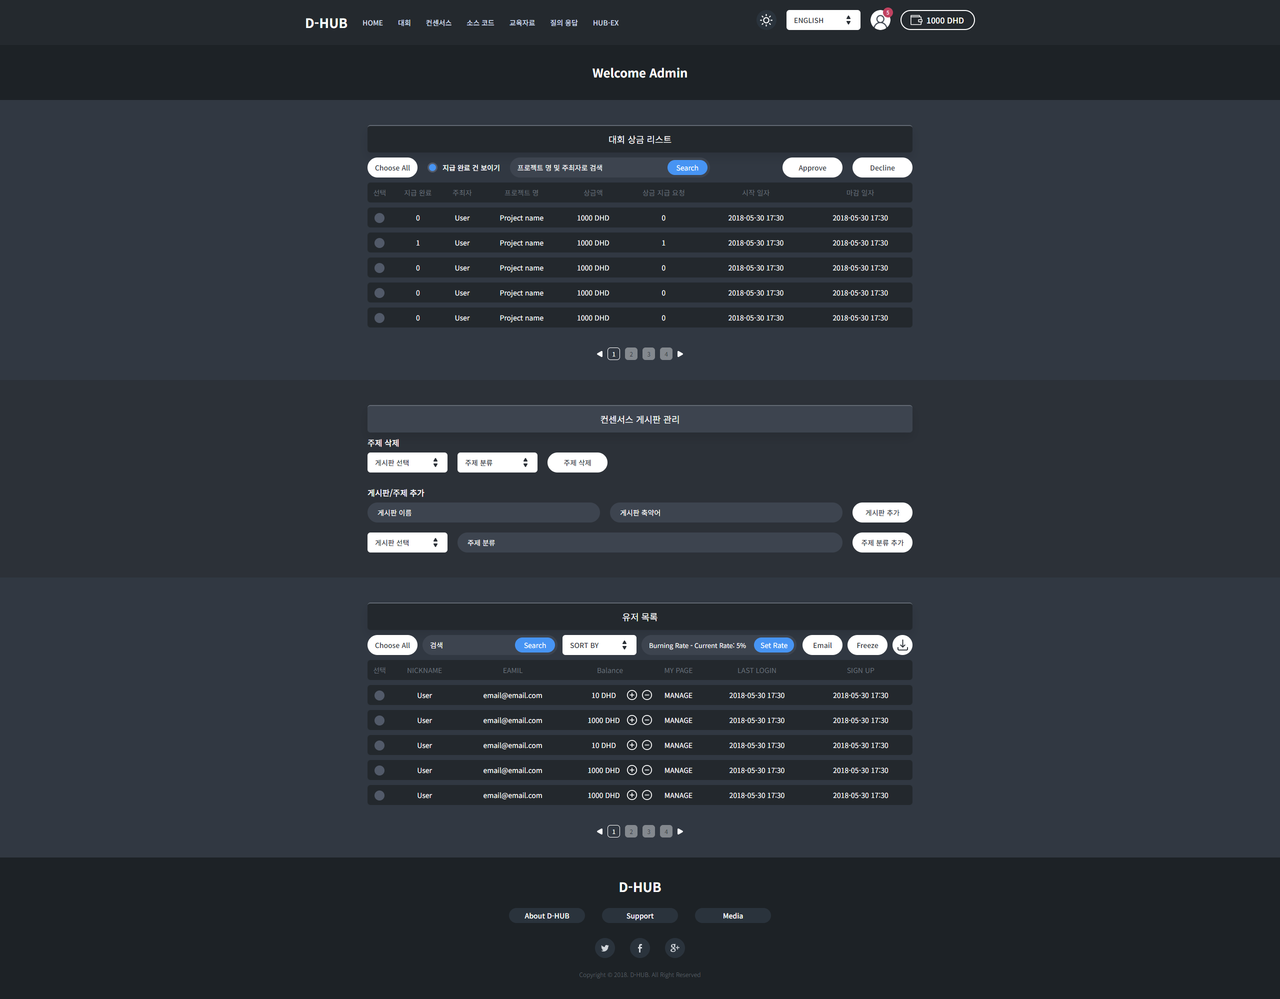 D-HUB HOME 대회 컨센서스 소스 코드 교육자료 질의 응답 HUB-EX ENGLISH 5 1000 DHD
Welcome Admin
대회 상금 리스트
Choose All 지급 완료 건 보이기 프로젝트 명 및 주최자로 검색 Search Approve Decline
선택 지급 완료 주최자 프로젝트 명 상금액 상금 지급 요청 시작 일자 마감 일자
0 User Project name 1000 DHD 0 2018-05-30 17:30 2018-05-30 17:30
1 User Project name 1000 DHD 1 2018-05-30 17:30 2018-05-30 17:30
0 User Project name 1000 DHD 0 2018-05-30 17:30 2018-05-30 17:30
0 User Project name 1000 DHD 0 2018-05-30 17:30 2018-05-30 17:30
0 User Project name 1000 DHD 0 2018-05-30 17:30 2018-05-30 17:30
1 2 3 4
컨센서스 게시판 관리
주제 삭제
게시판 선택 주제 분류 주제 삭제
게시판/주제 추가
게시판 이름 게시판 축약어 게시판 추가
게시판 선택 주제 분류 주제 분류 추가
유저 목록
Choose All 검색 Search SORT BY Burning Rate - Current Rate: 5% Set Rate Email Freeze
선택 NICKNAME EAMIL Balance MY PAGE LAST LOGIN SIGN UP
User email@email.com 10 DHD MANAGE 2018-05-30 17:30 2018-05-30 17:30
User email@email.com 1000 DHD MANAGE 2018-05-30 17:30 2018-05-30 17:30
User email@email.com 10 DHD MANAGE 2018-05-30 17:30 2018-05-30 17:30
User email@email.com 1000 DHD MANAGE 2018-05-30 17:30 2018-05-30 17:30
User email@email.com 1000 DHD MANAGE 2018-05-30 17:30 2018-05-30 17:30
1 2 3 4
D-HUB
About D-HUB Support Media
Copyright © 2018. D-HUB. All Right Reserved